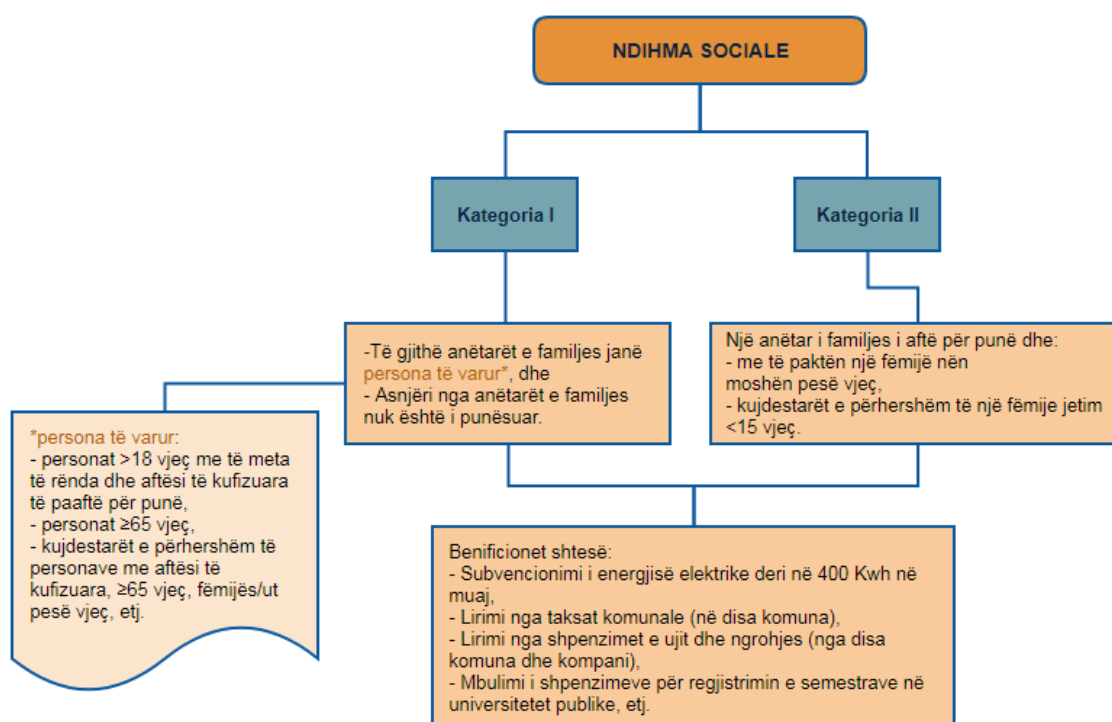 NDIHMA SOCIALE
Kategoria I
Kategoria II
-Të gjithë anëtarët e familjes janë
persona të varur*, dhe
- Asnjëri nga anëtarët e familjes
nuk është i punësuar.
Një anëtar i familjes i aftë për punë dhe:
- me të paktën një fëmijë nën
moshën pesë vjeç,
- kujdestarët e përhershëm të një fëmije jetim
<15 vjeç.
*persona të varur:
- personat >18 vjeç me të meta
të rënda dhe aftësi të kufizuara
të paaftë për punë,
- personat ≥65 vjeç,
- kujdestarët e përhershëm të
personave me aftësi të
kufizuara, ≥65 vjeç, fëmijës/ut
pesë vjeç, etj.
Benificionet shtesë:
- Subvencionimi i energjisë elektrike deri në 400 Kwh në
muaj,
- Lirimi nga taksat komunale (në disa komuna),
- Lirimi nga shpenzimet e ujit dhe ngrohjes (nga disa
komuna dhe kompani),
- Mbulimi i shpenzimeve për regjistrimin e semestrave në
universitetet publike, etj.